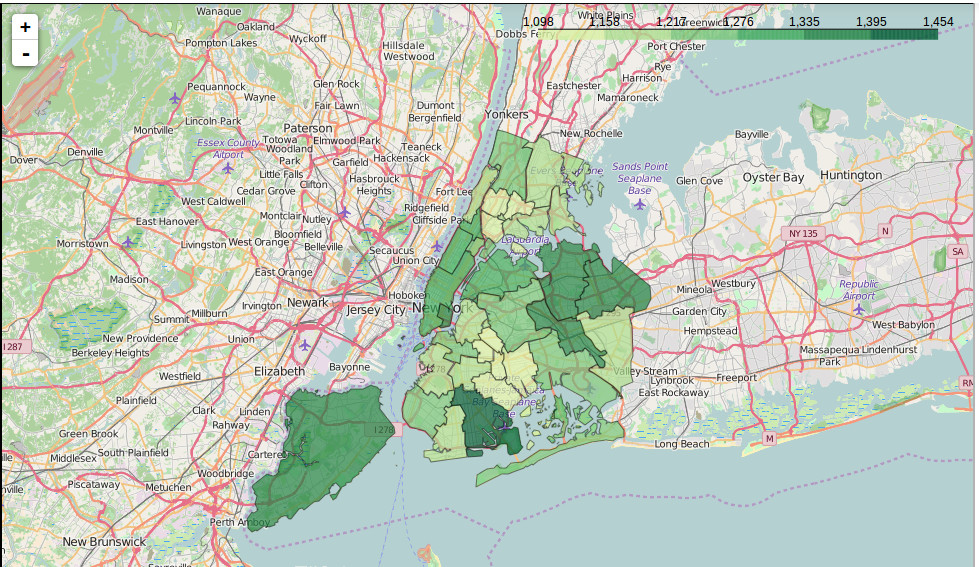 +
-
1,098 1,158 1,217 1,276 1,335 1,395 1,454
Wanaque
Oakland
Pompton Lakes
Wyckoff
Hillsdale
Westwood
Dobbs Ferry
White Plains
Greenwich
Port Chester
Rye
Harrison
Mamaroneck
Eastchester
Pequannock
Wayne
Glen Rock
Fair Lawn
Dumont
Bergenfield
Yonkers
New Rochelle
Lincoln Park
Montville
Paterson
Totowa
Woodland
Park
Elmwood Park
Teaneck
Hackensack
Garfield
Bayville
Denville
Dover
Essex County
Airport
Little Falls
Cedar Grove
Clifton
Hasbrouck
Heights
Fort Lee
Sands Point
Seaplane
Base
Glen Cove
Oyster Bay
Huntington
West Caldwell
East Hanover
Montclair
Nutley
Ridgefield
Cliffside Park
Bloomfield
Belleville
Livingston
West Orange
Morristown
Secaucus
Union City
LaGuardia
Airport
NY 135
N
SA
Madison
East Orange
Hoboken
Newark
Jersey City
New York
Irvington
Millburn
Summit
Mineola
Westbury
Republic
Airport
Garden City
Hempstead
West Babylon
I 287
New Providence
Berkeley Heights
Union
Elizabeth
Bayonne
Massapequa
Park
Lindenhurst
Westfield
Valley Stream
Lynbrook
Freeport
East Rockaway
RM
Plainfield
Clark
Linden
Rahway
Base
I 278
Green Brook
Middlesex
South Plainfield
Carteret
Long Beach
M
Piscataway
Metuchen
Woodbridge
Perth Amboy
New Brunswick